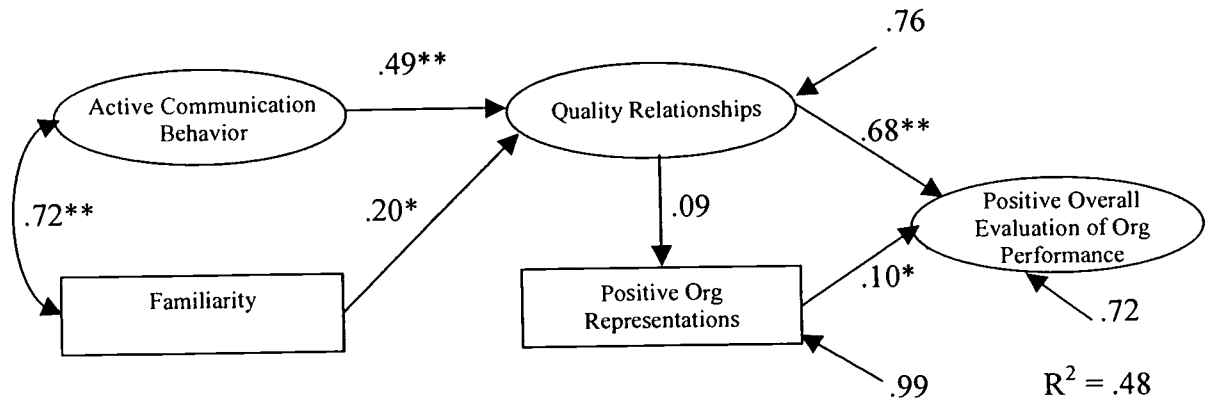 .76
.49**
Active Communication
Behavior
Quality Relationships
.68**
.72**
.20*
.09
Positive Overall
Evaluation of Org
Performance
Familiarity
Positive Org
Representations
.10*
.72
.99
R² = .48